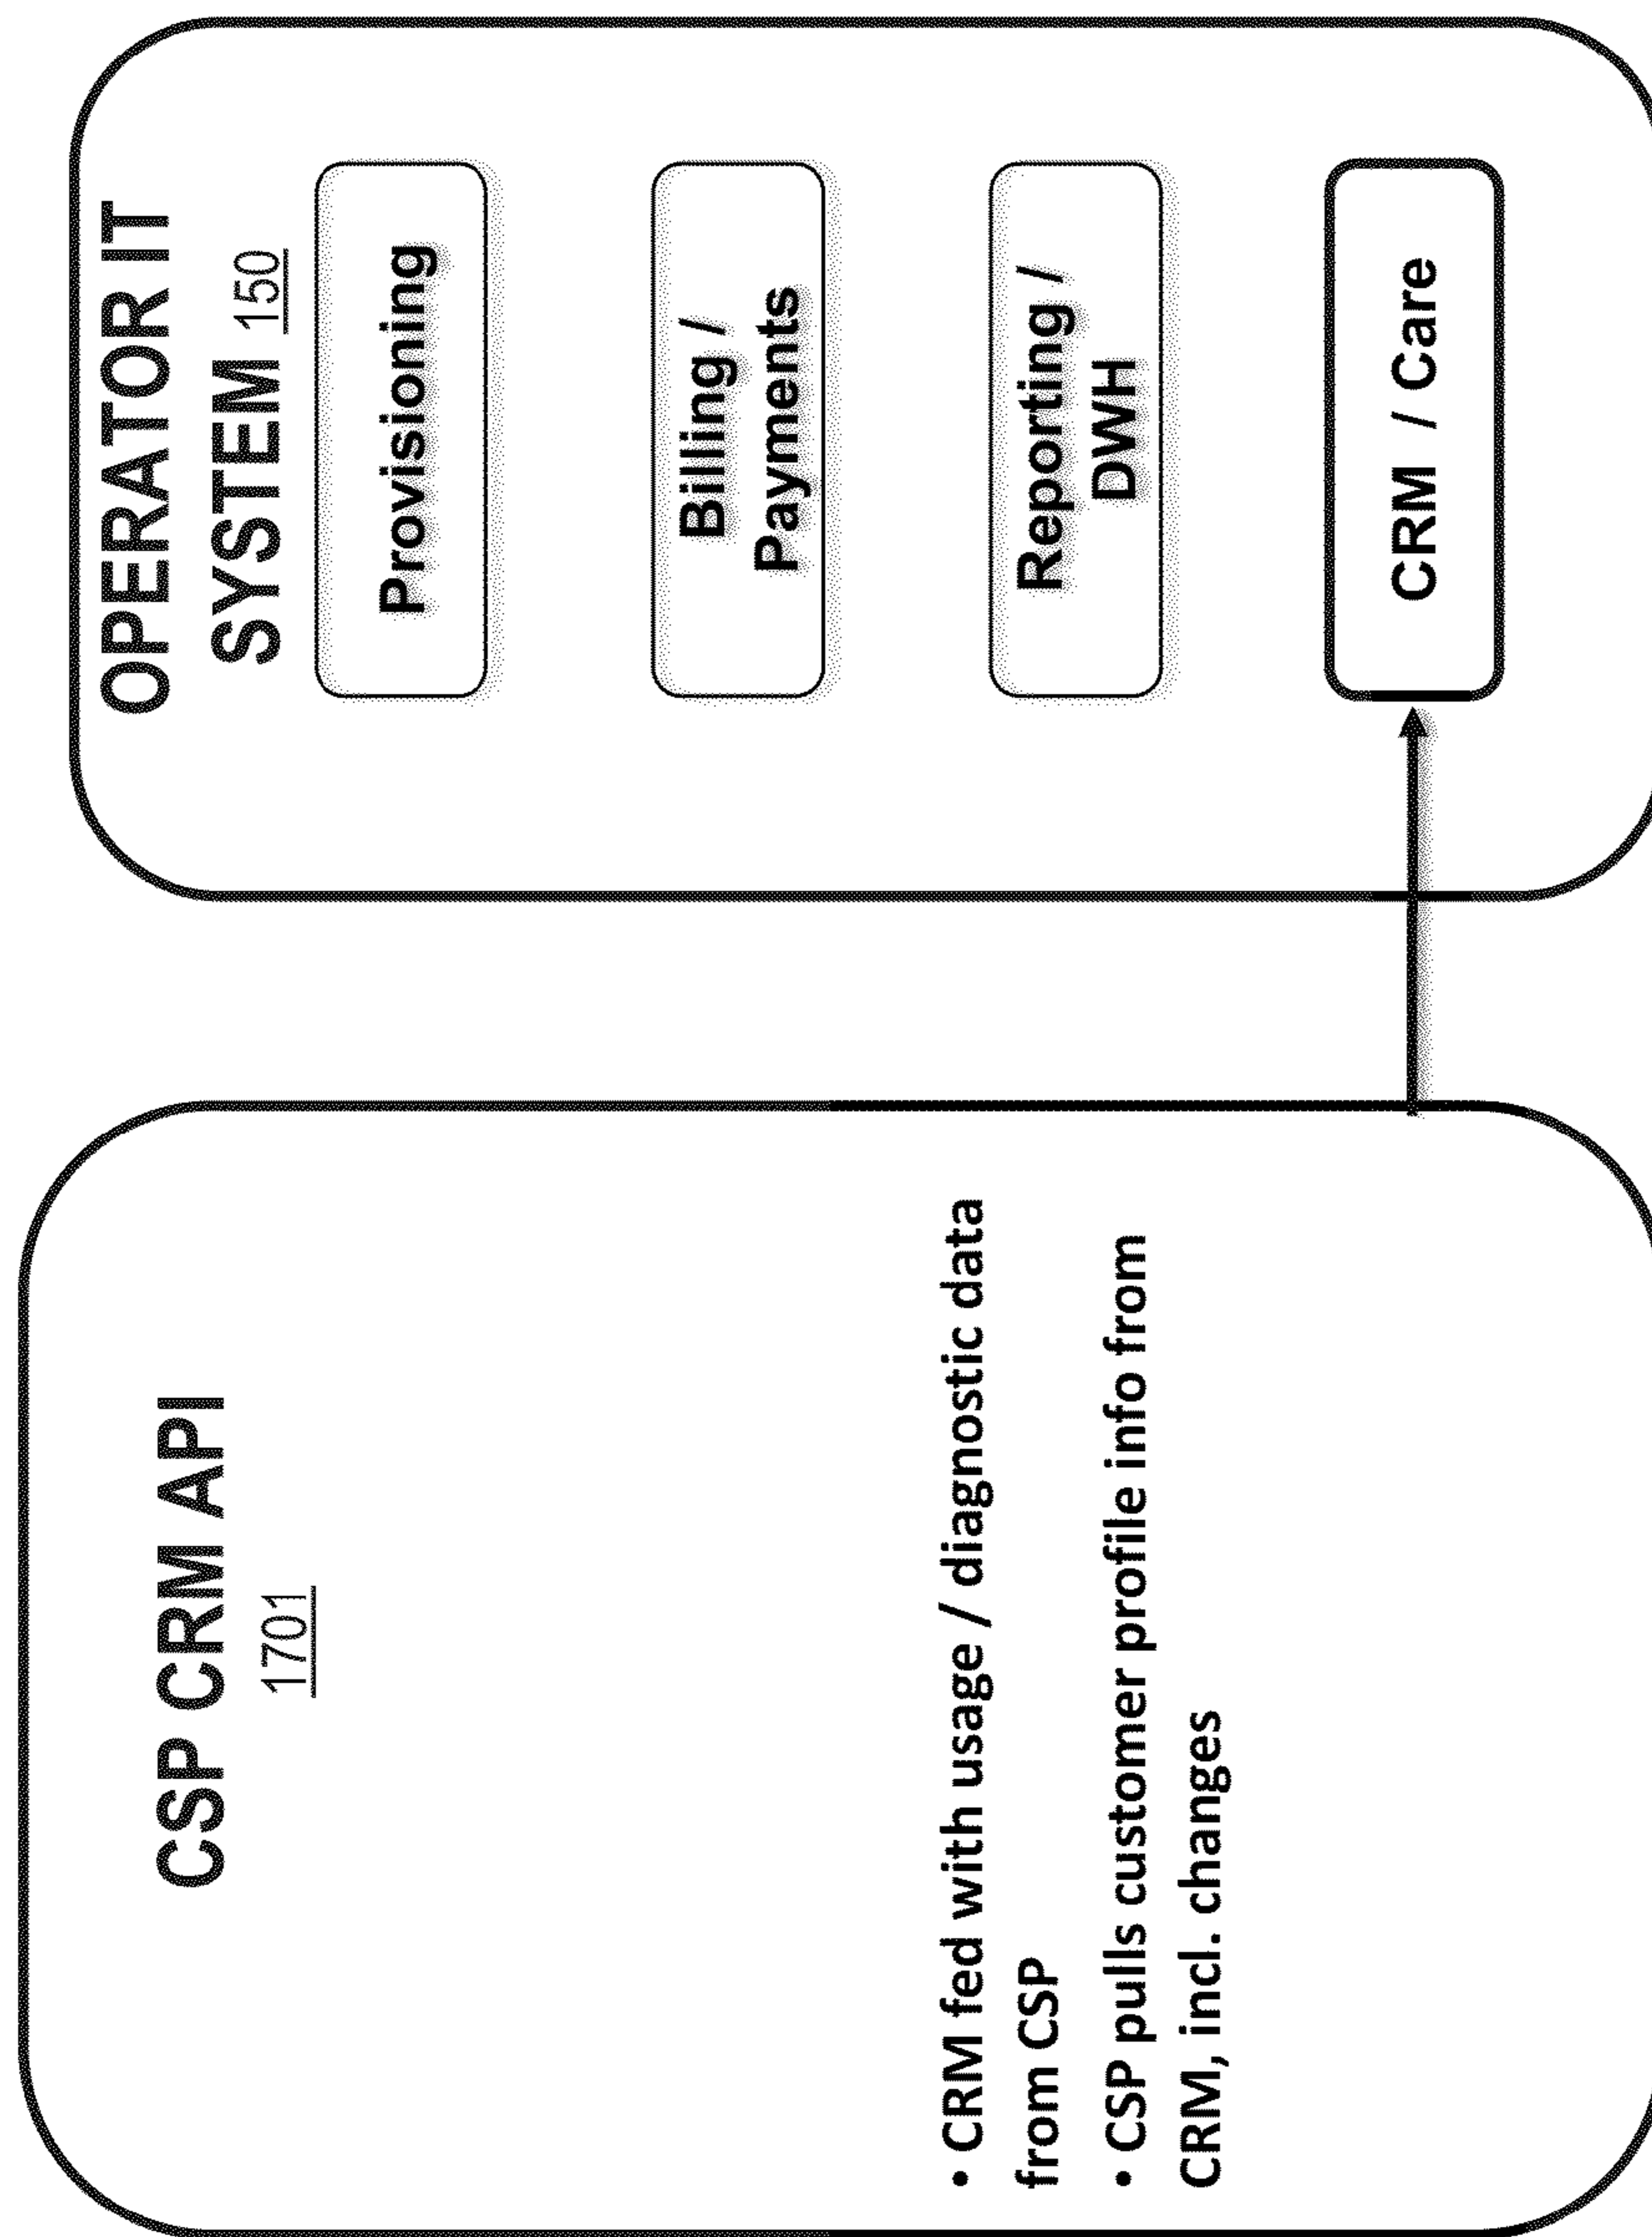 CSP CRM API
1701
• CRM fed with usage / diagnostic data
from CSP
• CSP pulls customer profile info from
CRM, incl. changes
OPERATOR IT
SYSTEM 150
Provisioning
Billing /
Payments
Reporting /
DWH
CRM / Care